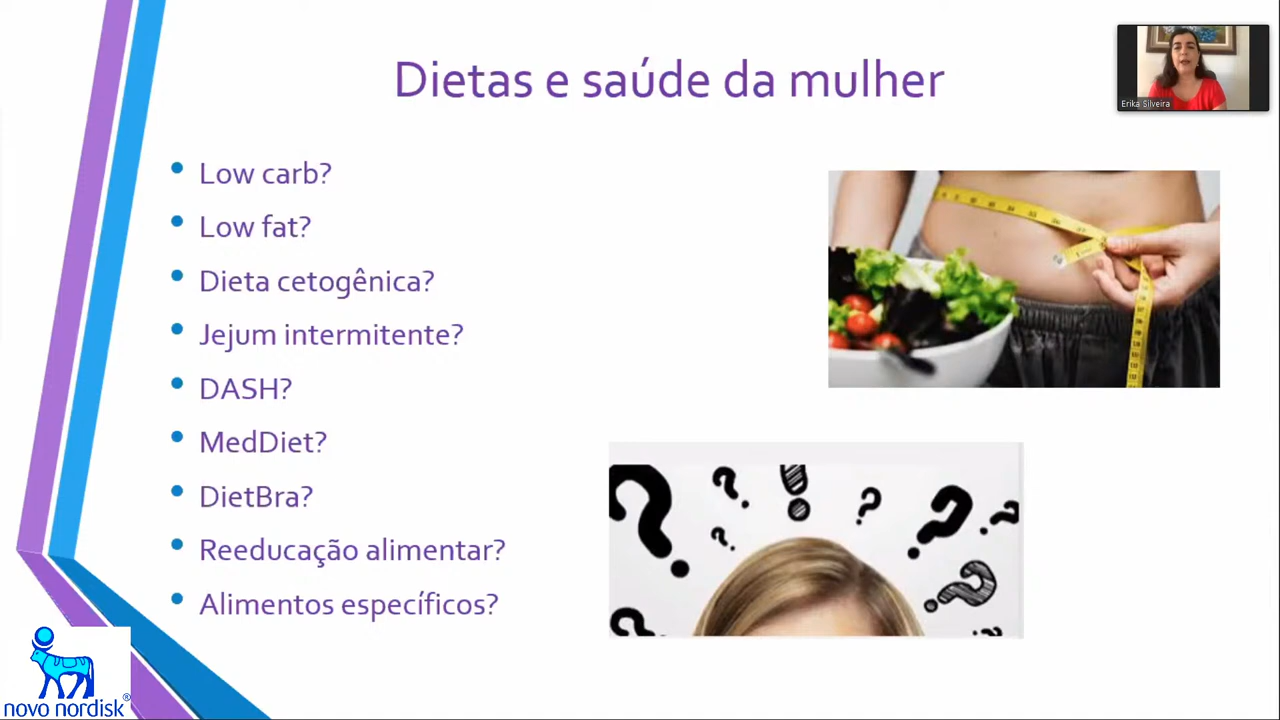 Dietas e saúde da mulher
Erika Silveira
Low carb?
Low fat?
Dieta cetogênica?
Jejum intermitente?
DASH?
MedDiet?
DietBra?
Reeducação alimentar?
Alimentos específicos?
novo nordisk®